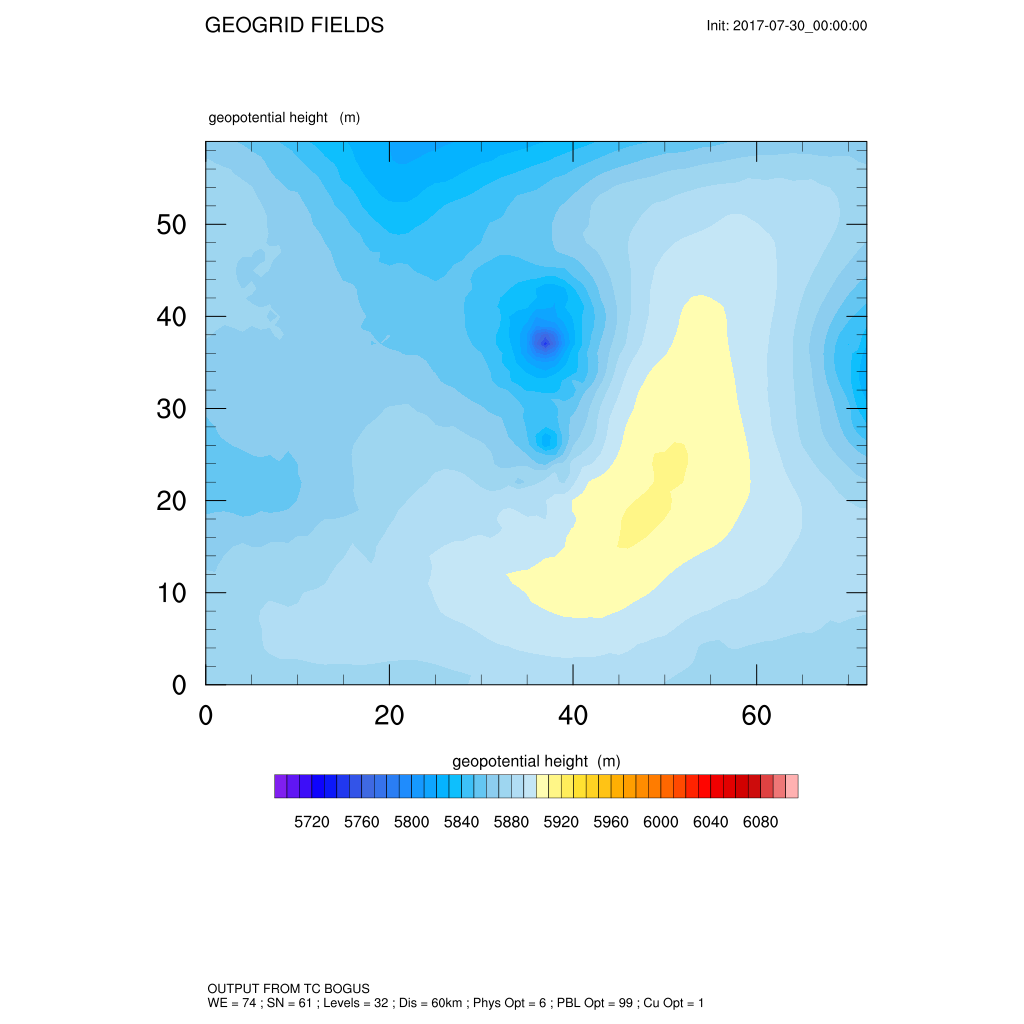 GEOGRID FIELDS
Init: 2017-07-30_00:00:00
geopotential height (m)
50
40
30
20
10
0
0 20 40 60
geopotential height (m)
5720 5760 5800 5840 5880 5920 5960 6000 6040 6080
OUTPUT FROM TC BOGUS
WE = 74 ; SN = 61 ; Levels = 32 ; Dis = 60km ; Phys Opt = 6 ; PBL Opt = 99 ; Cu Opt = 1